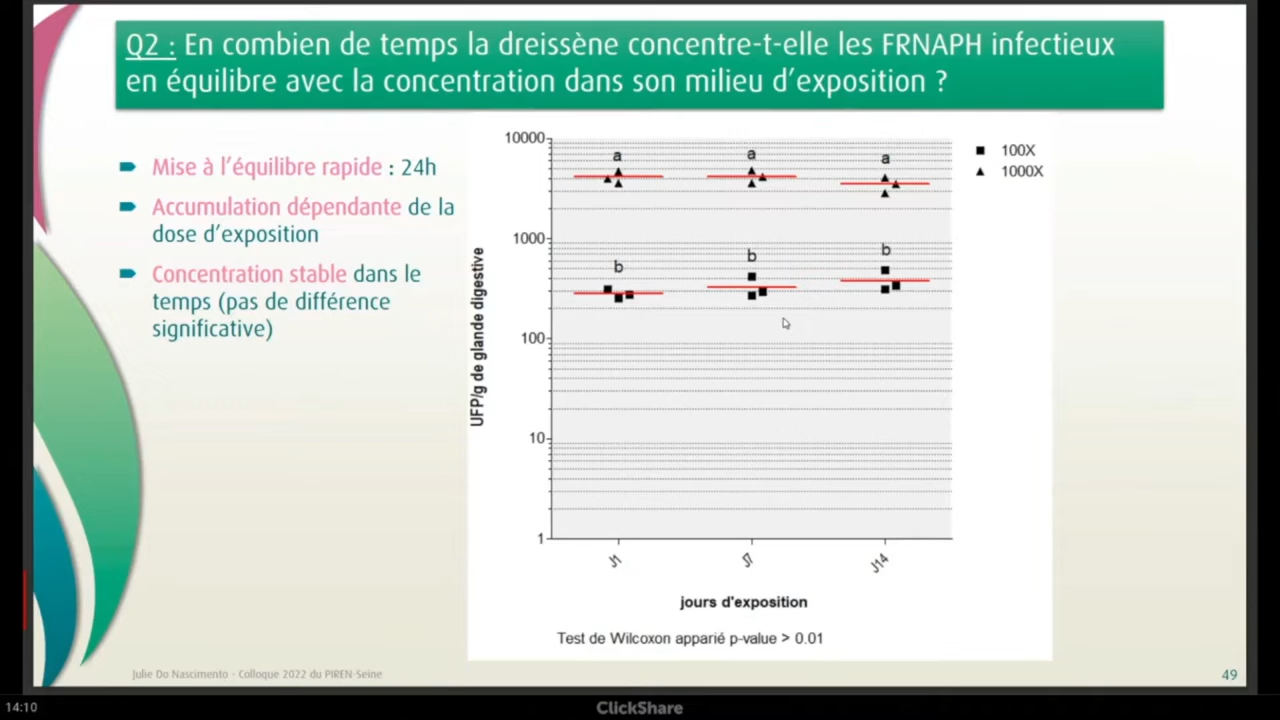 Q2 : En combien de temps la dreissène concentre-t-elle les FRNAPH infectieux
en équilibre avec la concentration dans son milieu d'exposition ?
Mise à l'équilibre rapide : 24h
Accumulation dépendante de la
dose d'exposition
Concentration stable dans le
temps (pas de différence
significative)
UFP/g de glande digestive
10000
1000
100
10
1
a
a
a
b
b
b
J1
J7
J14
jours d'exposition
100X
1000X
Test de Wilcoxon apparié p-value > 0.01
Julie Do Nascimento - Colloque 2022 du PIREN-Seine
49
14:10
ClickShare